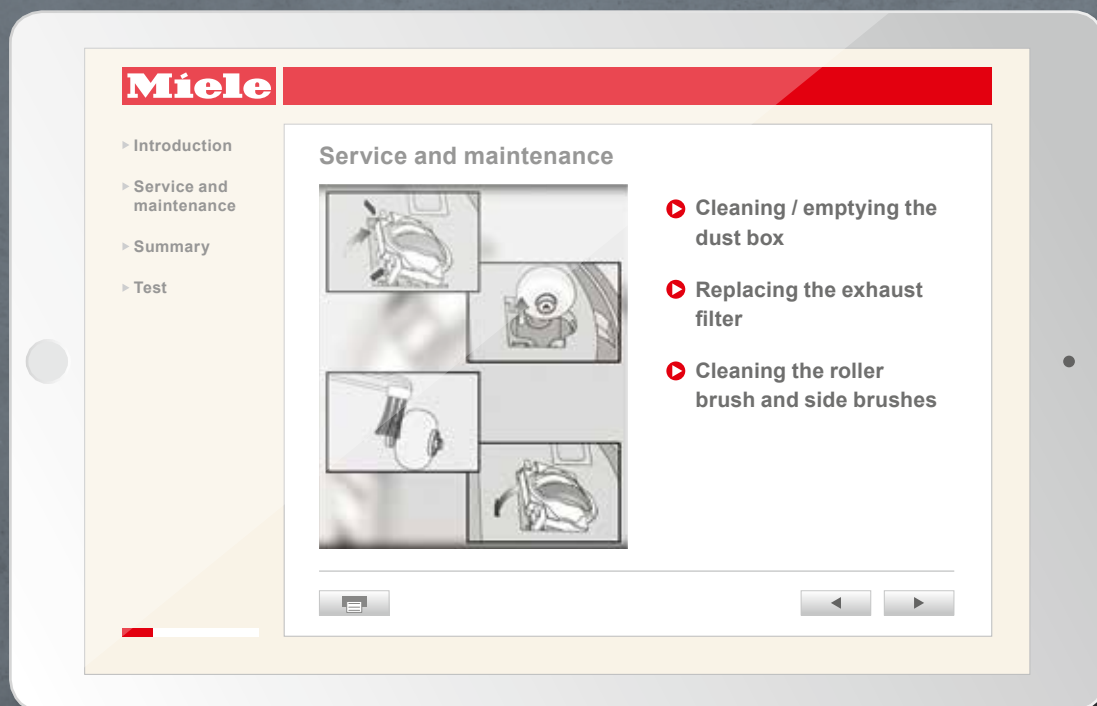 Miele
Introduction
Service and
maintenance
Summary
Test
Service and maintenance
Cleaning / emptying the
dust box
Replacing the exhaust
filter
Cleaning the roller
brush and side brushes